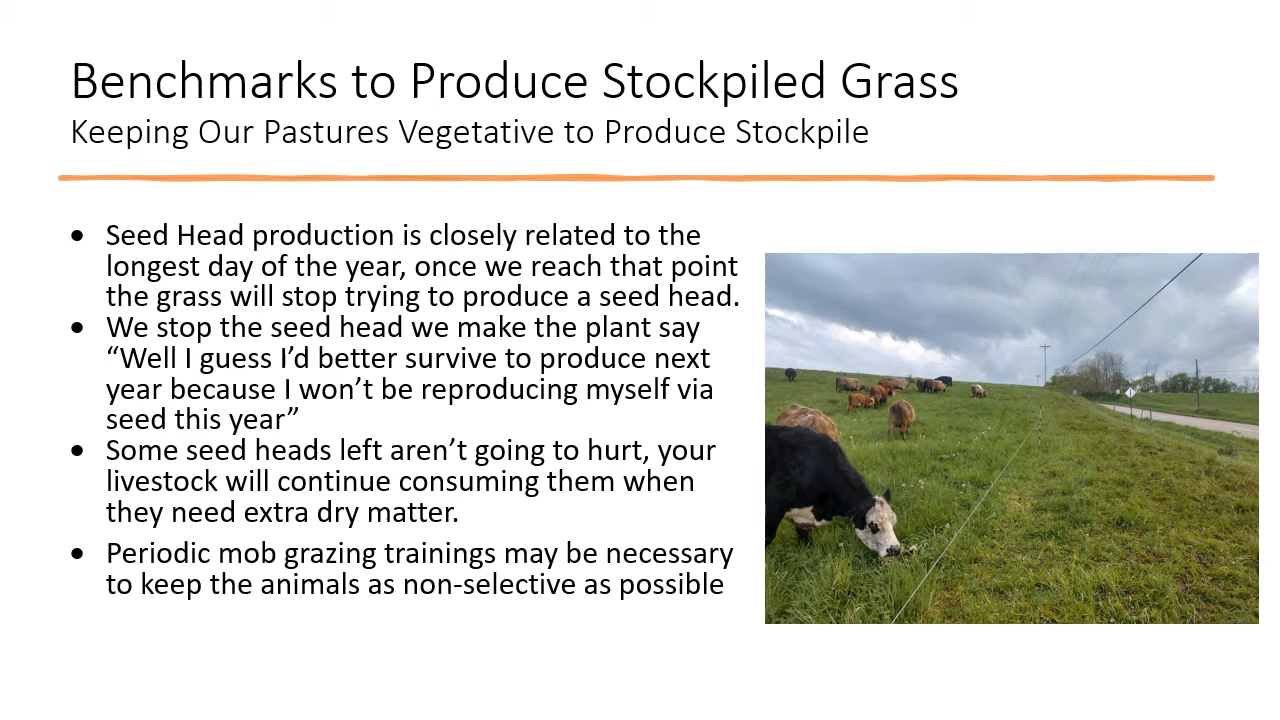 Benchmarks to Produce Stockpiled Grass
Keeping Our Pastures Vegetative to Produce Stockpile
• Seed Head production is closely related to the
longest day of the year, once we reach that point
the grass will stop trying to produce a seed head.
• We stop the seed head we make the plant say
“Well I guess I’d better survive to produce next
year because I won’t be reproducing myself via
seed this year”
• Some seed heads left aren’t going to hurt, your
livestock will continue consuming them when
they need extra dry matter.
• Periodic mob grazing trainings may be necessary
to keep the animals as non-selective as possible